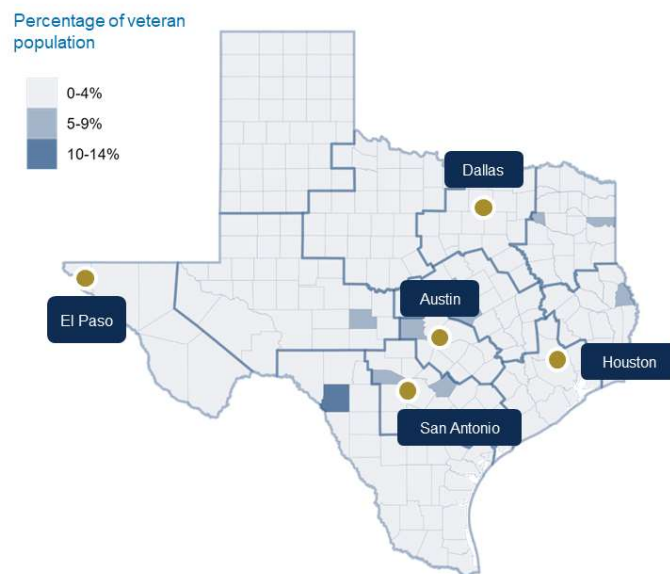 Percentage of veteran
population
0-4%
5-9%
10-14%
Dallas
Austin
El Paso
Houston
San Antonio